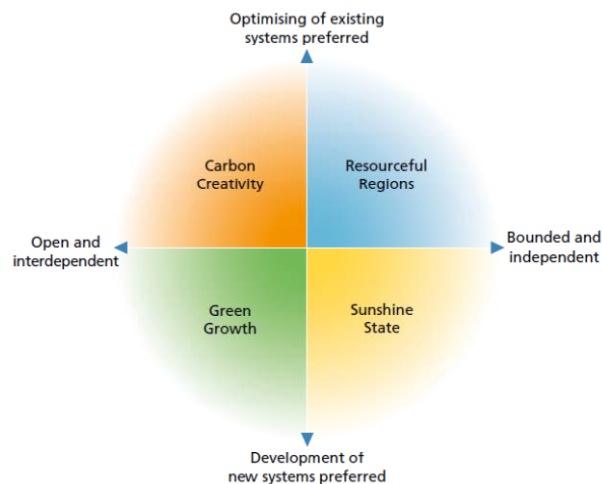 Optimising of existing
systems preferred
Carbon
Creativity
Resourceful
Regions
Open and
interdependent
Bounded and
independent
Green
Growth
Sunshine
State
Development of
new systems preferred